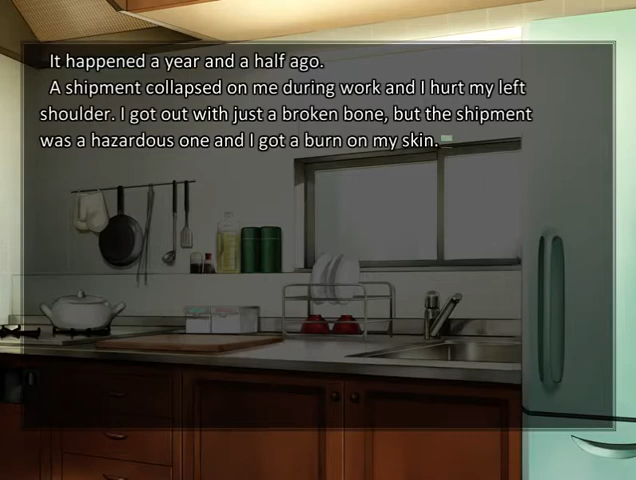 It happened a year and a half ago.
A shipment collapsed on me during work and I hurt my left
shoulder. I got out with just a broken bone, but the shipment
was a hazardous one and I got a burn on my skin.